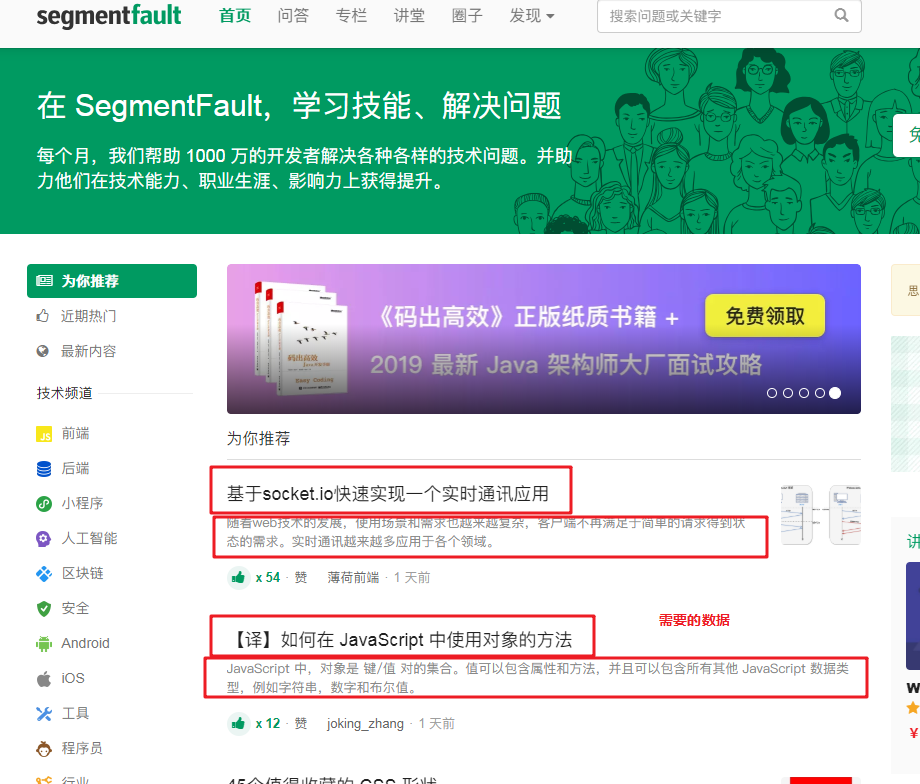 segmentfault 首页 问答 专栏 讲堂 圈子 发现 搜索问题或关键字
在 SegmentFault，学习技能、解决问题
每个月，我们帮助 1000 万的开发者解决各种各样的技术问题。并助
力他们在技术能力、职业生涯、影响力上获得提升。
免
为你推荐
近期热门
最新内容
技术频道
JS 前端
后端
小程序
人工智能
区块链
安全
Android
iOS
工具
程序员
行业
《码出高效》正版纸质书籍 +
免费领取
2019 最新 Java 架构师大厂面试攻略
码出高效
Easy Coding
为你推荐
基于socket.io快速实现一个实时通讯应用
随着web技术的发展，使用场景和需求也越来越复杂，客户端不再满足于简单的请求得到状
态的需求。实时通讯越来越多应用于各个领域。
x 54 · 赞 薄荷前端 · 1 天前
需要的数据
【译】如何在 JavaScript 中使用对象的方法
JavaScript 中，对象是 键/值 对的集合。值可以包含属性和方法，并且可以包含所有其他 JavaScript 数据类
型，例如字符串，数字和布尔值。
x 12 · 赞 joking_zhang · 1 天前
45个值得收藏的 CSS 形状
思
讲
W
¥